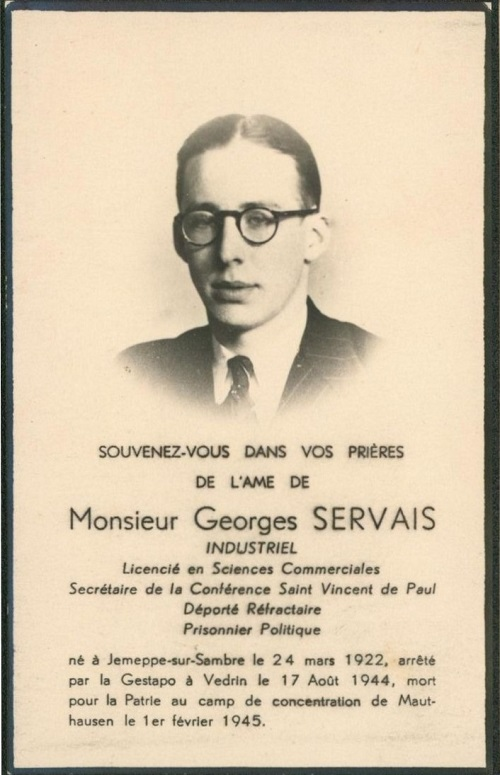 SOUVENEZ-VOUS DANS VOS PRIÈRES
DE L'AME DE
Monsieur Georges SERVAIS
INDUSTRIEL
Licencié en Sciences Commerciales
Secrétaire de la Conférence Saint Vincent de Paul
Déporté Réfractaire
Prisonnier Politique
né à Jemeppe-sur-Sambre le 24 mars 1922, arrêté
par la Gestapo à Vedrin le 17 Août 1944, mort
pour la Patrie au camp de concentration de Maut-
hausen le 1er février 1945.